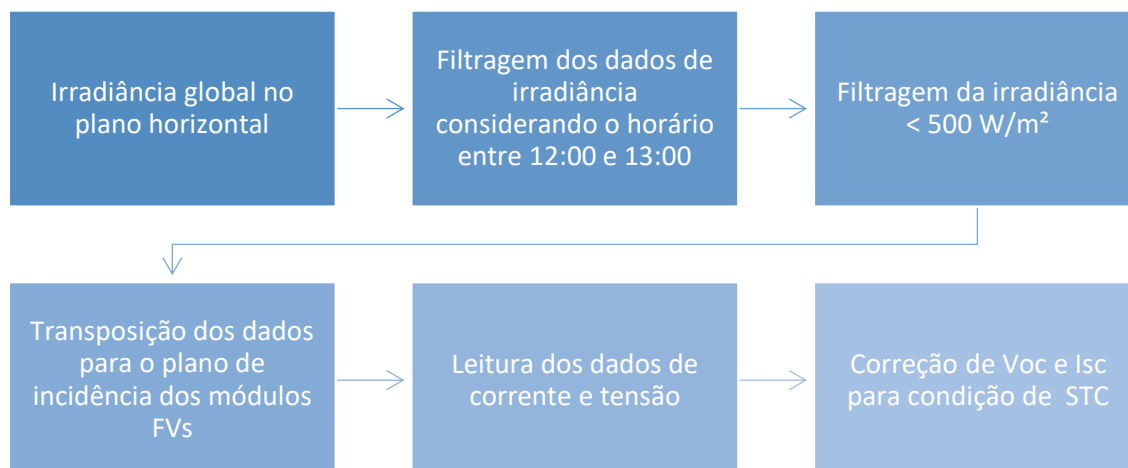 Irradiância global no
plano horizontal
Filtragem dos dados de
irradiância
considerando o horário
entre 12:00 e 13:00
Filtragem da irradiância
< 500 W/m²
Transposição dos dados
para o plano de
incidência dos módulos
FVs
Leitura dos dados de
corrente e tensão
Correção de Voc e Isc
para condição de STC